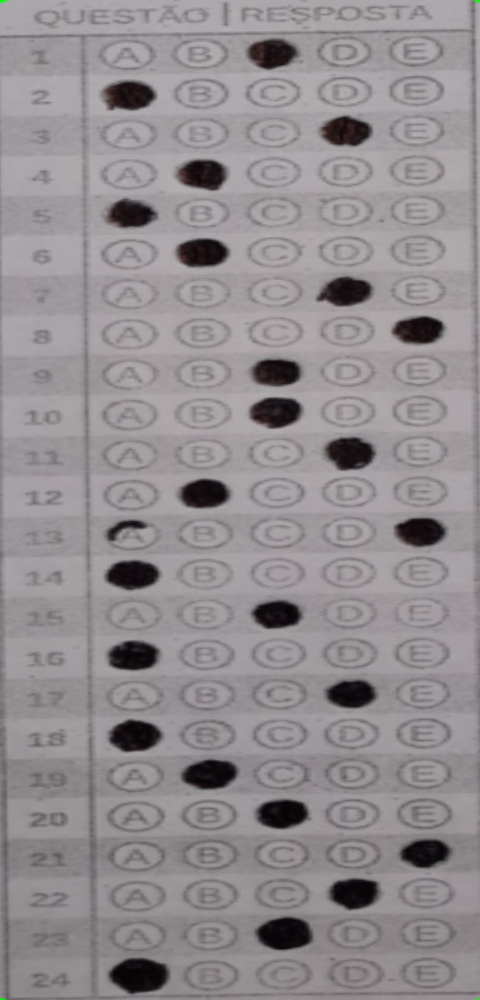 QUESTÃO | RESPOSTA
1 A B D E
2 B C D E
3 A B C E
4 A C D E
5 B C D E
6 A C D E
7 A B C E
8 A B C D
9 A B D E
10 A B D E
11 A B C E
12 A C D E
13 A B C D
14 B C D E
15 A B D E
16 B C D E
17 A B C E
18 B C D E
19 A C D E
20 A B D E
21 A B C D
22 A B C E
23 A B D E
24 B C D E